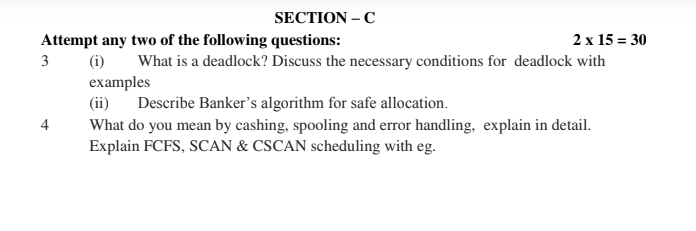 SECTION – C
Attempt any two of the following questions: 2 x 15 = 30
3 (i) What is a deadlock? Discuss the necessary conditions for deadlock with
examples
(ii) Describe Banker's algorithm for safe allocation.
4 What do you mean by cashing, spooling and error handling, explain in detail.
Explain FCFS, SCAN & CSCAN scheduling with eg.